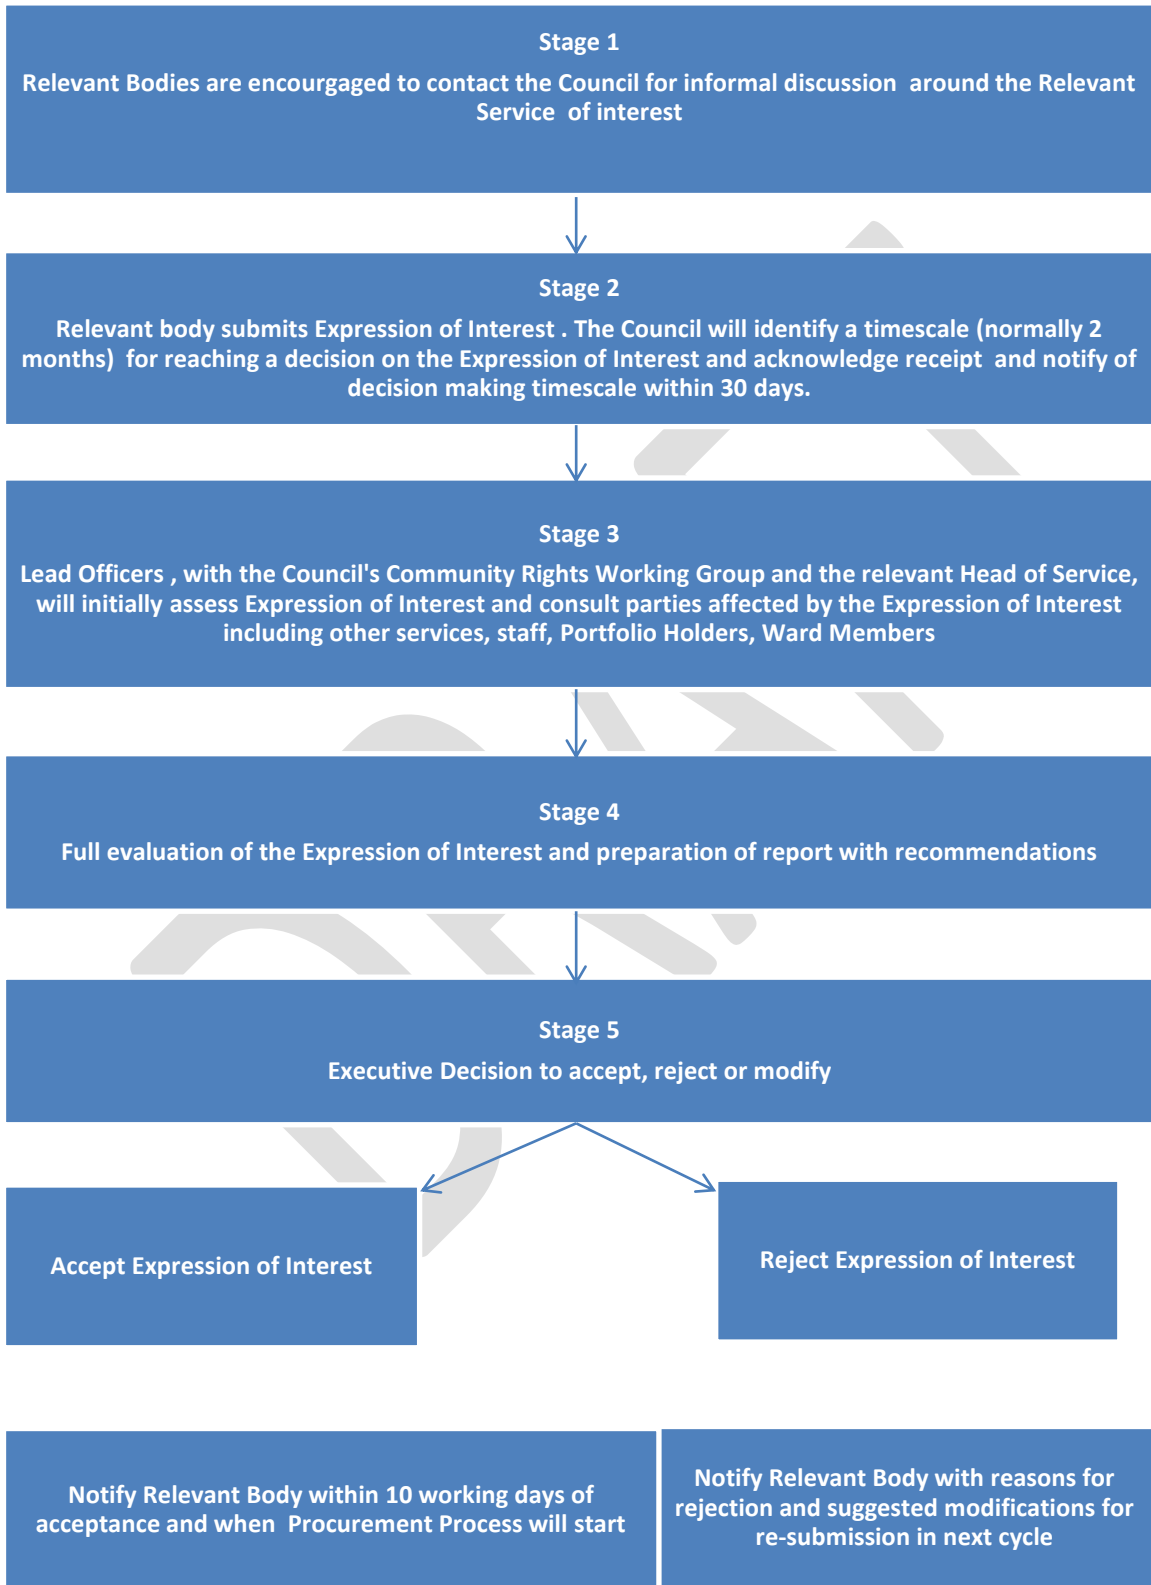 Stage 1
Relevant Bodies are encourgaged to contact the Council for informal discussion  around the Relevant
Service  of interest
Stage 2
Relevant body submits Expression of Interest . The Council will identify a timescale (normally 2
months)  for reaching a decision on the Expression of Interest and acknowledge receipt  and notify of
decision making timescale within 30 days.
Stage 3
Lead Officers , with the Council's Community Rights Working Group and the relevant Head of Service,
will initially assess Expression of Interest and consult parties affected by the Expression of Interest
including other services, staff, Portfolio Holders, Ward Members
Stage 4
Full evaluation of the Expression of Interest and preparation of report with recommendations
Stage 5
Executive Decision to accept, reject or modify
Accept Expression of Interest
Reject Expression of Interest
Notify Relevant Body within 10 working days of
acceptance and when  Procurement Process will start
Notify Relevant Body with reasons for
rejection and suggested modifications for
re-submission in next cycle